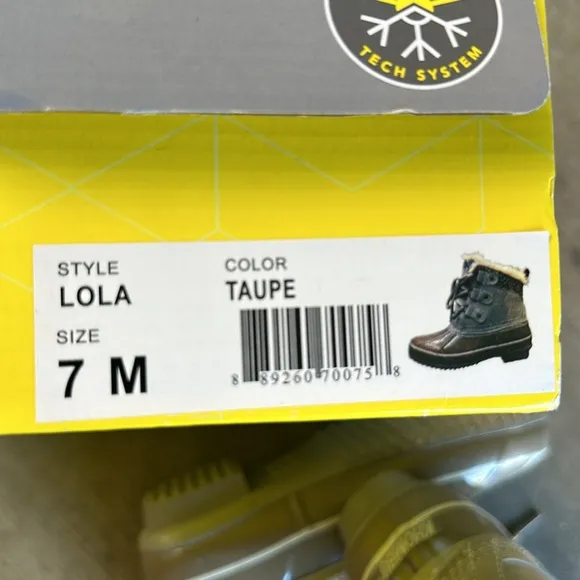 TECH SYSTEM
STYLE
LOLA
COLOR
TAUPE
SIZE
7 M
8 89260 70075 8